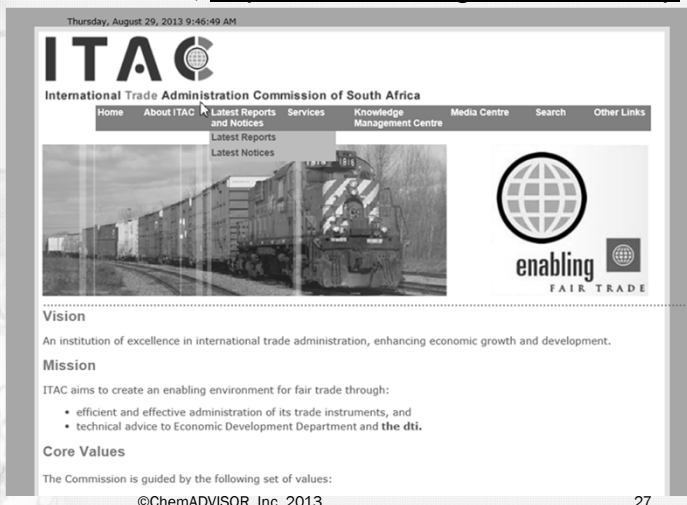 Thursday, August 29, 2013 9:46:49 AM
ITAC
International Trade Administration Commission of South Africa
Home About ITAC Latest Reports and Notices Services Knowledge Management Centre Media Centre Search Other Links
Latest Reports
Latest Notices
1816
enabling
FAIR TRADE
Vision
An institution of excellence in international trade administration, enhancing economic growth and development.
Mission
ITAC aims to create an enabling environment for fair trade through:
• efficient and effective administration of its trade instruments, and
• technical advice to Economic Development Department and the dti.
Core Values
The Commission is guided by the following set of values:
©ChemADVISOR, Inc. 2013 27